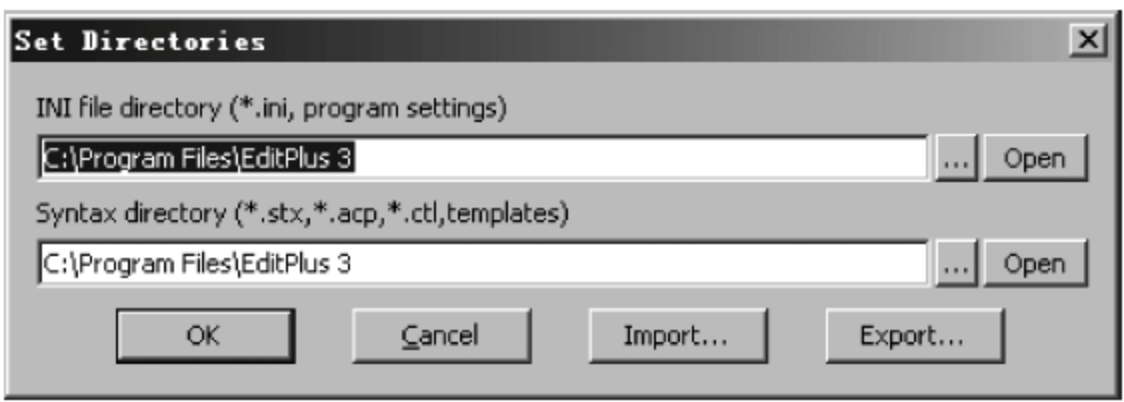 Set Directories
INI file directory (*.ini, program settings)
C:\Program Files\EditPlus 3 ... Open
Syntax directory (*.stx,*.acp,*.ctl,templates)
C:\Program Files\EditPlus 3 ... Open
OK Cancel Import... Export...